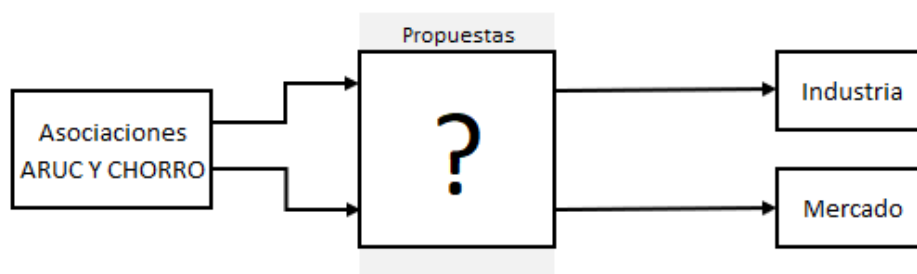 Propuestas
Asociaciones
ARUC Y CHORRO
?
Industria
Mercado